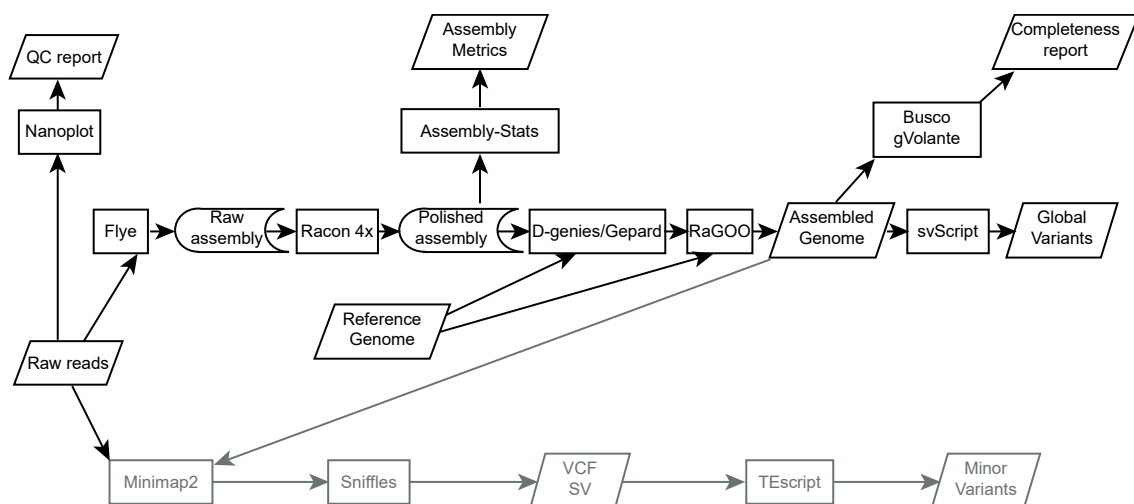 Assembly
Metrics
Completeness
report
QC report
Nanoplot
Assembly-Stats
Busco
gVolante
Flye
Raw
assembly
Racon 4x
Polished
assembly
D-genies/Gepard
RaGOO
Assembled
Genome
svScript
Global
Variants
Reference
Genome
Raw reads
Minimap2
Sniffles
VCF
SV
TEscript
Minor
Variants